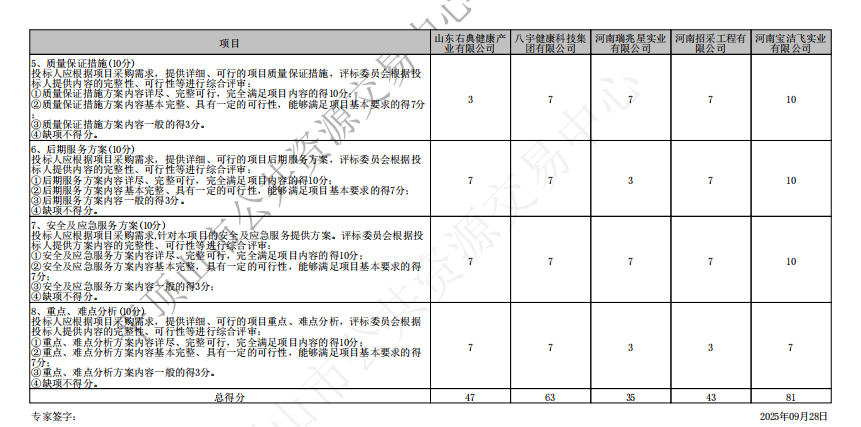 项目 山东右典健康产业有限公司 八宇健康科技集团有限公司 河南瑞兆星实业有限公司 河南招采工程有限公司 河南宝洁飞实业有限公司
5、质量保证措施(10分)
投标人应根据项目采购需求，提供详细、可行的项目质量保证措施，评标委员会根据投
标人提供内容的完整性、可行性等进行综合评审：
①质量保证措施方案内容详尽、完整可行，完全满足项目内容的得10分；
②质量保证措施方案内容基本完整、具有一定的可行性，能够满足项目基本要求的得7分
；
③质量保证措施方案内容一般的得3分。
④缺项不得分。
3 7 7 7 10
6、后期服务方案(10分)
投标人应根据项目采购需求，提供详细、可行的项目后期服务方案，评标委员会根据投
标人提供内容的完整性、可行性等进行综合评审：
①后期服务方案内容详尽、完整可行，完全满足项目内容的得10分；
②后期服务方案内容基本完整、具有一定的可行性，能够满足项目基本要求的得7分；
③后期服务方案内容一般的得3分。
④缺项不得分。
7 7 3 7 10
7、安全及应急服务方案(10分)
投标人应根据项目采购需求,针对本项目的安全及应急服务提供方案。评标委员会根据投
标人提供方案内容的完整性、可行性等进行综合评审：
①安全及应急服务方案内容详尽、完整可行，完全满足项目内容的得10分；
②安全及应急服务方案内容基本完整，具有一定的可行性，能够满足项目基本要求的得
7分；
③安全及应急服务方案内容一般的得3分；
④缺项不得分。
7 7 7 7 10
8、重点、难点分析(10分)
投标人应根据项目采购需求，提供详细、可行的项目重点、难点分析，评标委员会根据
投标人提供内容的完整性、可行性等进行综合评审：
①重点、难点分析方案内容详尽、完整可行，完全满足项目内容的得10分；
②重点、难点分析方案内容基本完整、具有一定的可行性，能够满足项目基本要求的得
7分；
③重点、难点分析方案内容一般的得3分。
④缺项不得分。
7 7 3 3 7
总得分 47 63 35 43 81
专家签字： 2025年09月28日
顶山市公共资源交易中心
山市公共资源交易中心